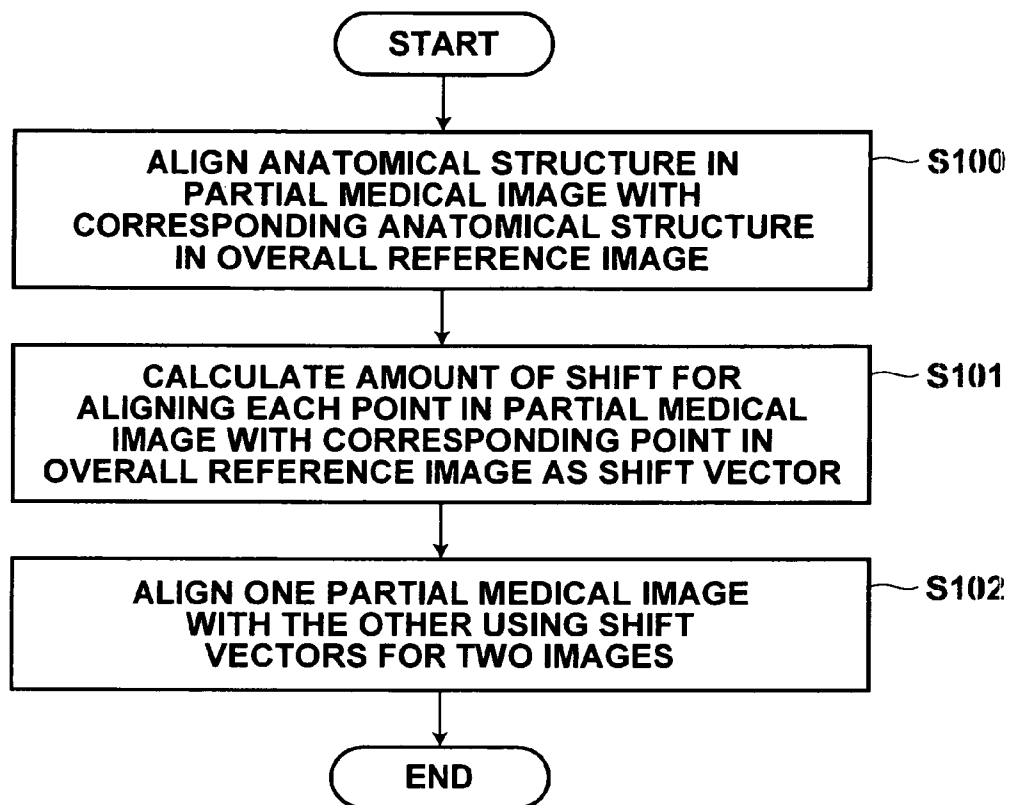 START
ALIGN ANATOMICAL STRUCTURE IN
PARTIAL MEDICAL IMAGE WITH
CORRESPONDING ANATOMICAL STRUCTURE
IN OVERALL REFERENCE IMAGE
S100
CALCULATE AMOUNT OF SHIFT FOR
ALIGNING EACH POINT IN PARTIAL MEDICAL
IMAGE WITH CORRESPONDING POINT IN
OVERALL REFERENCE IMAGE AS SHIFT VECTOR
S101
ALIGN ONE PARTIAL MEDICAL IMAGE
WITH THE OTHER USING SHIFT
VECTORS FOR TWO IMAGES
S102
END